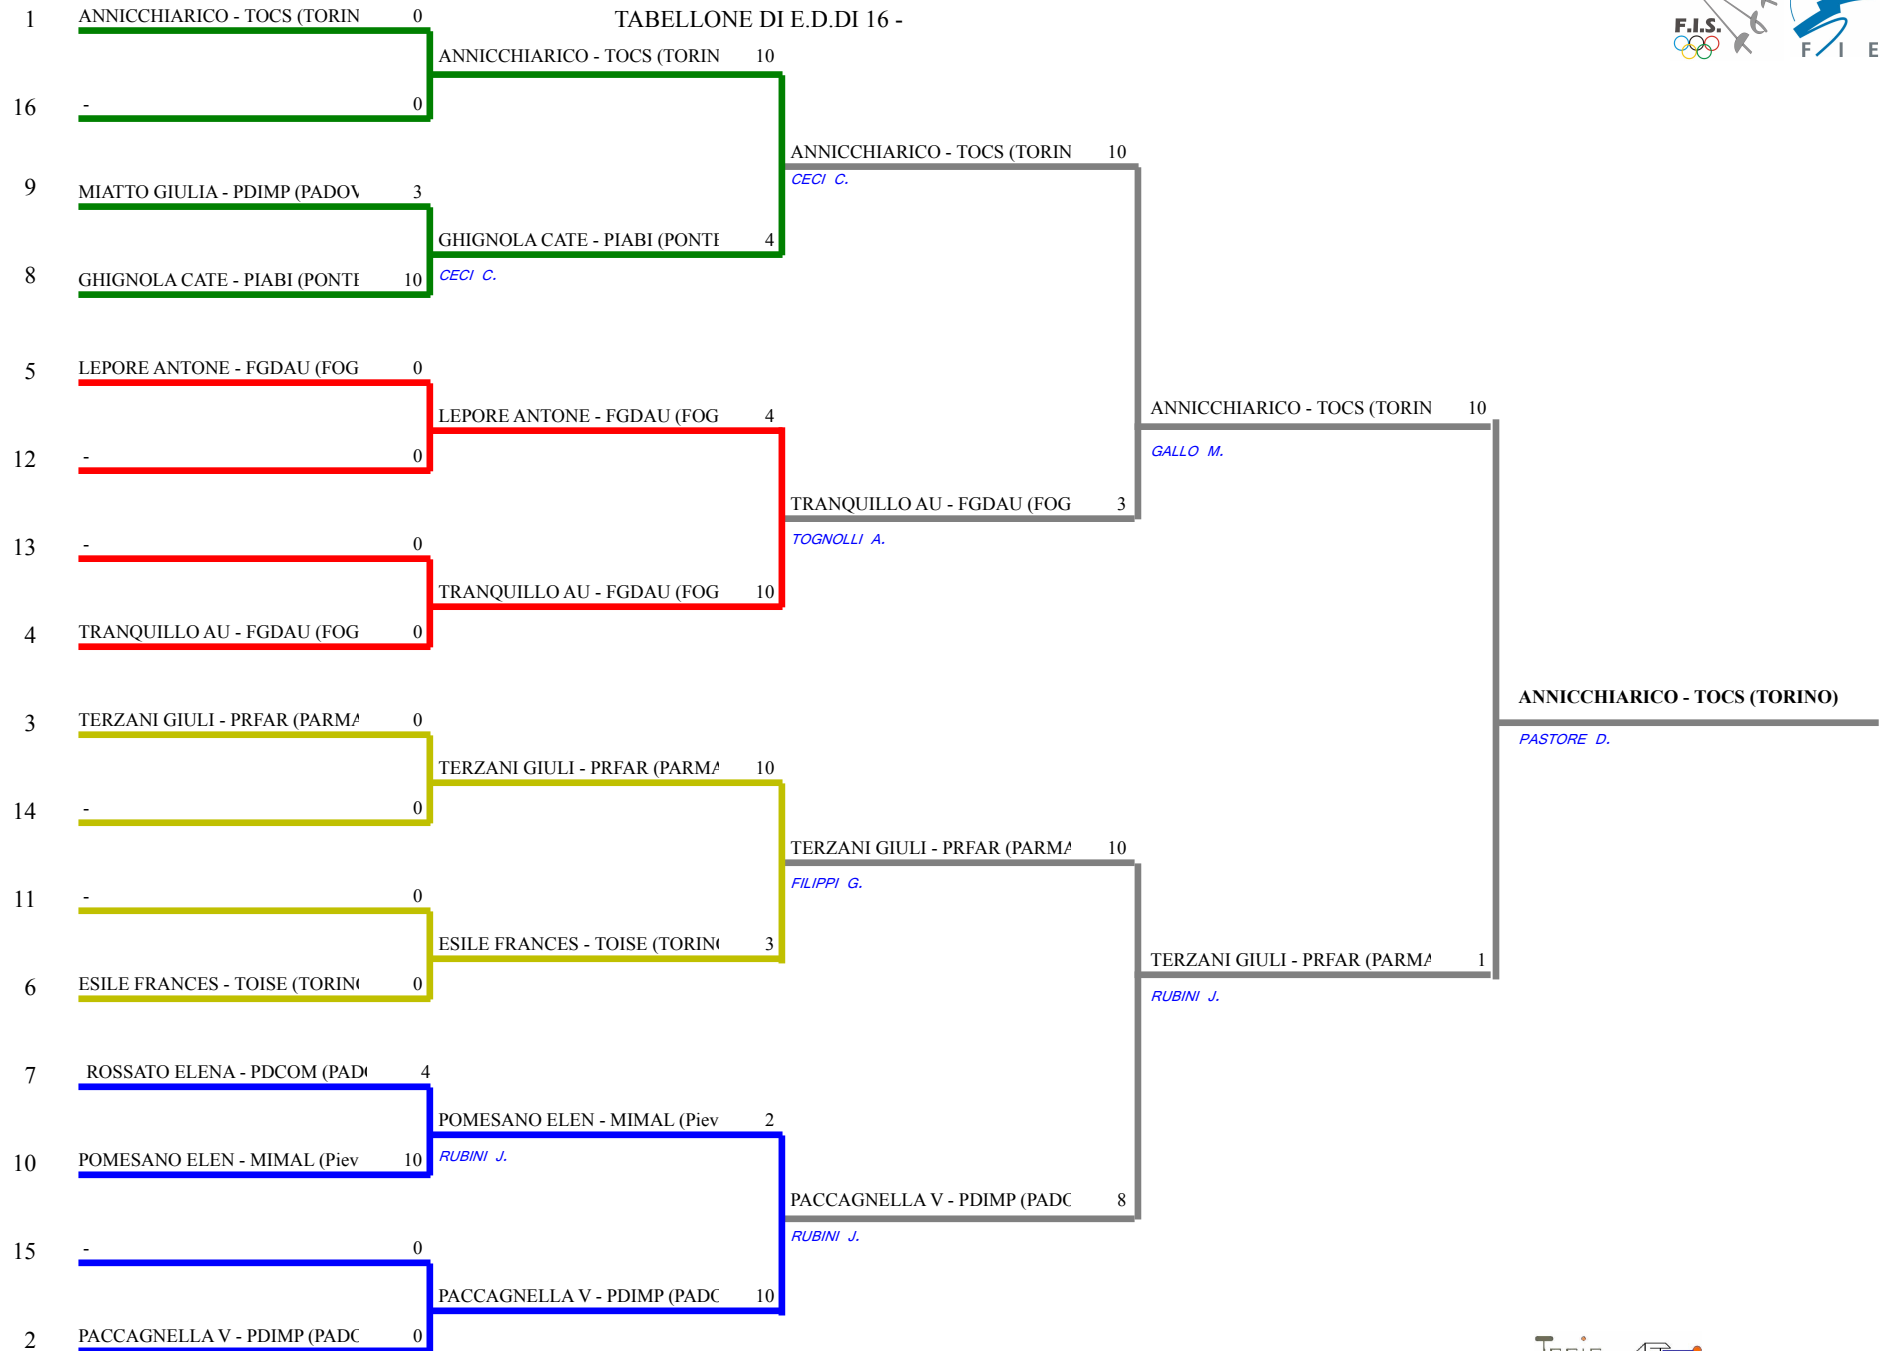 TABELLONE DI E.D.DI 16 -
F.I.S.
F I E
1 ANNICCHIARICO - TOCS (TORIN 0
16 - 0
9 MIATTO GIULIA - PDIMP (PADOV 3
8 GHIGNOLA CATE - PIABI (PONTE 10
5 LEPORE ANTONE - FGDAU (FOG 0
12 - 0
13 - 0
4 TRANQUILLO AU - FGDAU (FOG 0
3 TERZANI GIULI - PRFAR (PARMA 0
14 - 0
11 - 0
6 ESILE FRANCES - TOISE (TORINO 0
7 ROSSATO ELENA - PDCOM (PADO 4
10 POMESANO ELEN - MIMAL (Piev 10
15 - 0
2 PACCAGNELLA V - PDIMP (PADO 0
ANNICCHIARICO - TOCS (TORIN 10
GHIGNOLA CATE - PIABI (PONTE 4
CECI C.
LEPORE ANTONE - FGDAU (FOG 4
TRANQUILLO AU - FGDAU (FOG 10
TERZANI GIULI - PRFAR (PARMA 10
ESILE FRANCES - TOISE (TORINO 3
POMESANO ELEN - MIMAL (Piev 2
RUBINI J.
PACCAGNELLA V - PDIMP (PADO 10
ANNICCHIARICO - TOCS (TORIN 10
CECI C.
TRANQUILLO AU - FGDAU (FOG 3
TOGNOLLI A.
TERZANI GIULI - PRFAR (PARMA 10
FILIPPI G.
PACCAGNELLA V - PDIMP (PADO 8
RUBINI J.
ANNICCHIARICO - TOCS (TORIN 10
GALLO M.
TERZANI GIULI - PRFAR (PARMA 1
RUBINI J.
ANNICCHIARICO - TOCS (TORINO)
PASTORE D.